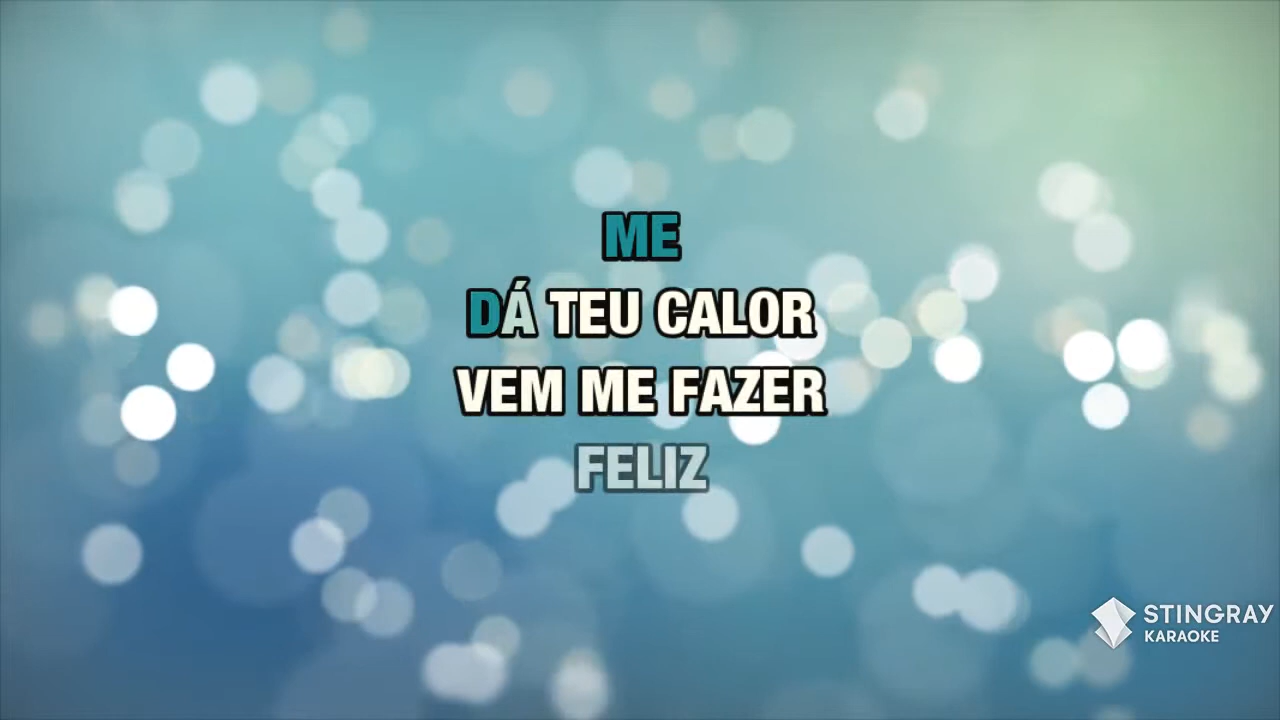 ME
DÁ TEU CALOR
VEM ME FAZER
FELIZ
STINGRAY
KARAOKE